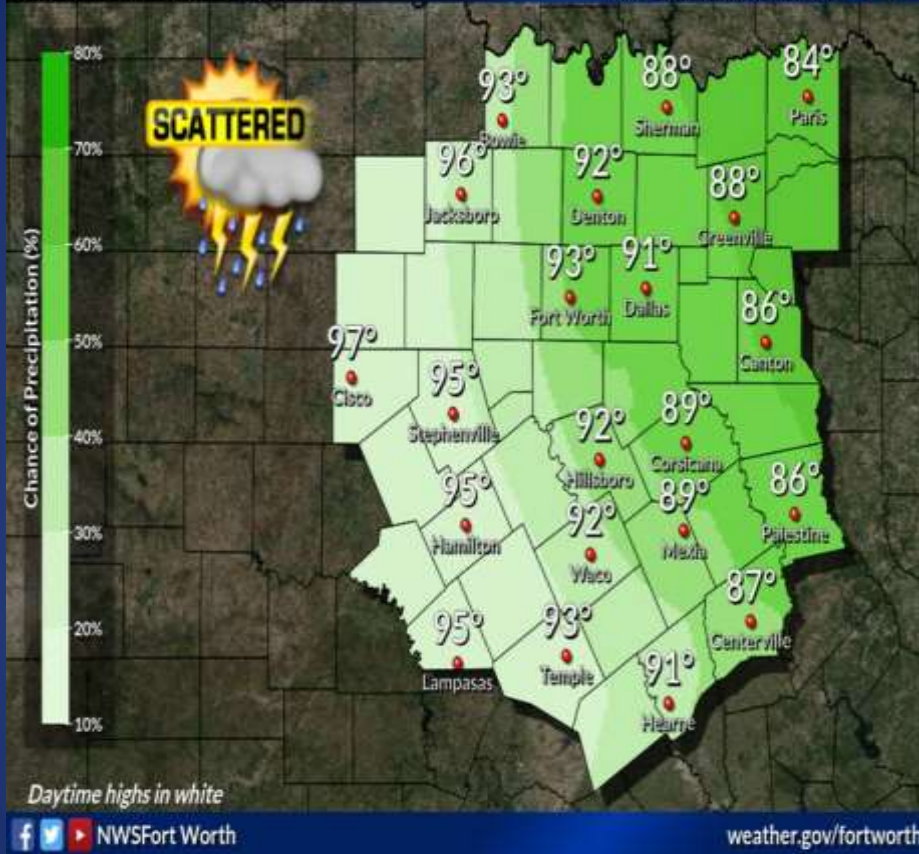 80%
70%
60%
50%
40%
30%
20%
10%
Chance of Precipitation (%)
SCATTERED
93°
Bowie
88°
Sherman
84°
Paris
96°
Jacksboro
92°
Denton
88°
Greenville
93°
Fort Worth
91°
Dallas
86°
Canton
97°
Cisco
95°
Stephenville
92°
Hillsboro
89°
Corsicana
95°
Hamilton
92°
Waco
89°
Mexia
86°
Palestine
95°
Lampasas
93°
Temple
91°
Hearne
87°
Centerville
Daytime highs in white
NWSFort Worth
weather.gov/fortworth